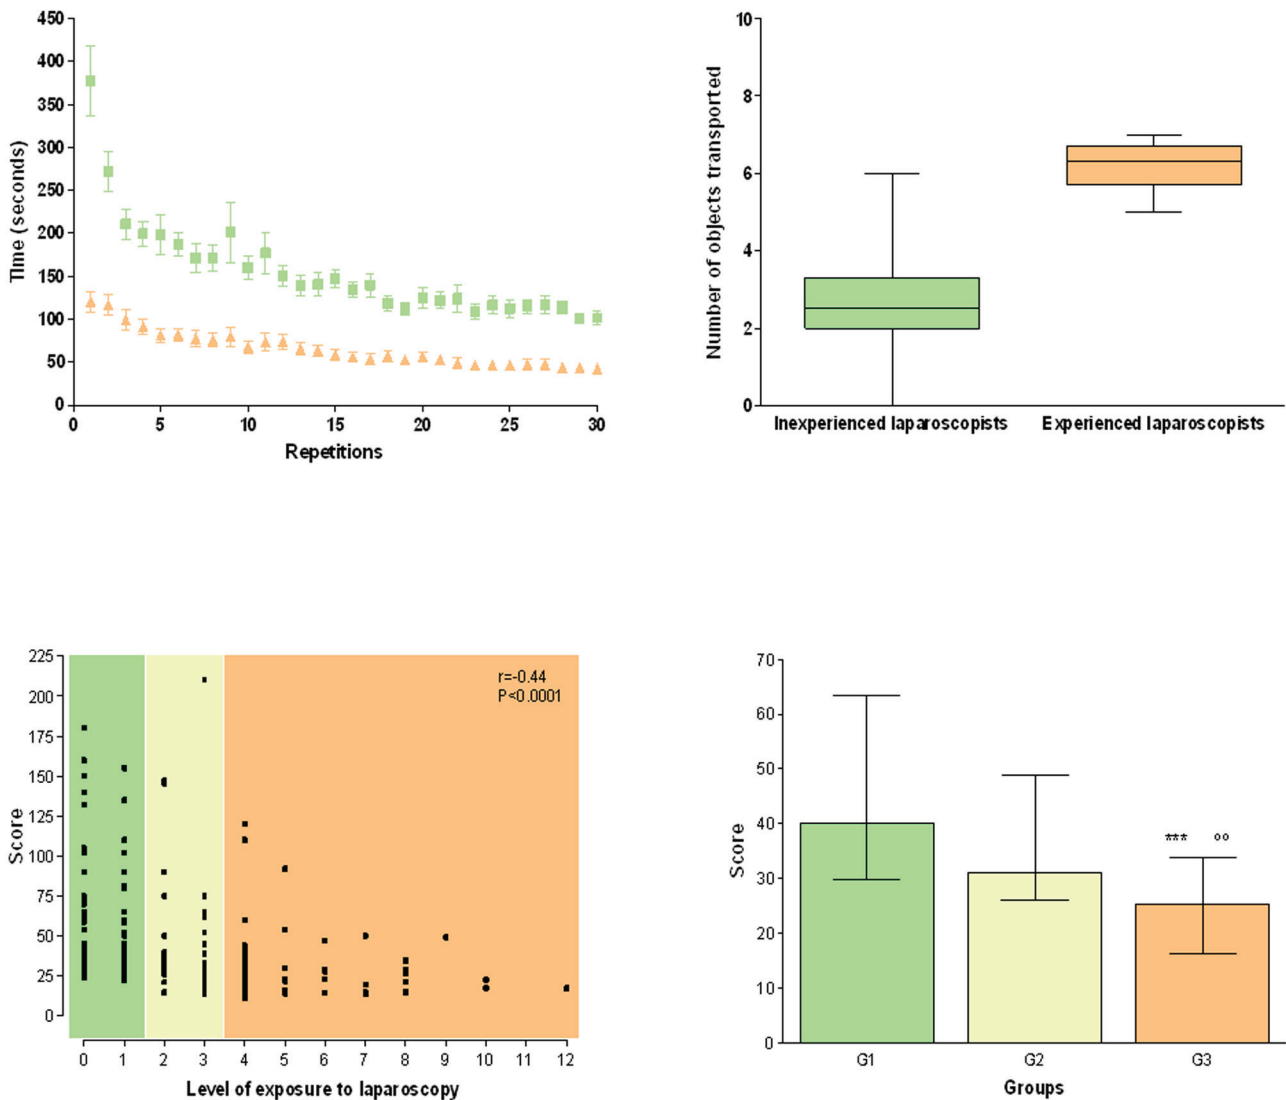 450
400
350
300
250
200
150
100
50
0
Time (seconds)
0 5 10 15 20 25 30
Repetitions
10
8
6
4
2
0
Number of objects transported
Inexperienced laparoscopists Experienced laparoscopists
225
200
175
150
125
100
75
50
25
0
Score
r=-0.44
P<0.0001
0 1 2 3 4 5 6 7 8 9 10 11 12
Level of exposure to laparoscopy
70
60
50
40
30
20
10
0
Score
*** °°
G1 G2 G3
Groups